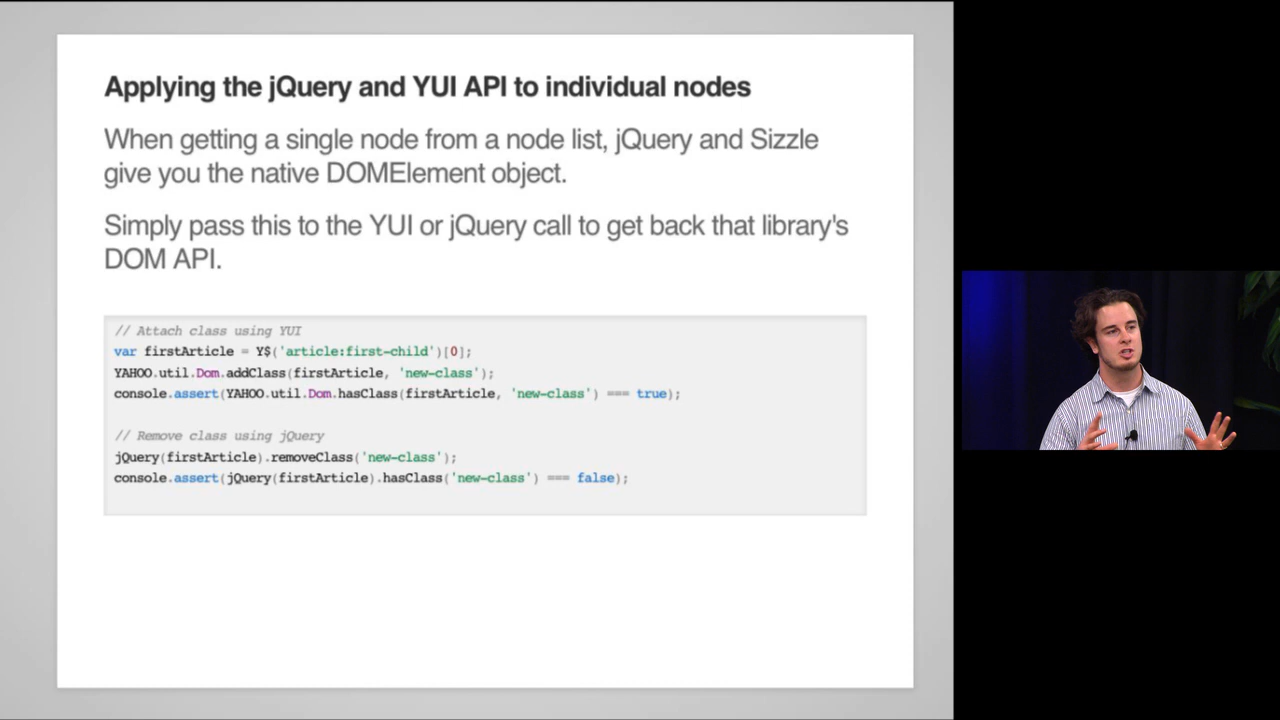 Applying the jQuery and YUI API to individual nodes
When getting a single node from a node list, jQuery and Sizzle
give you the native DOMElement object.
Simply pass this to the YUI or jQuery call to get back that library's
DOM API.
// Attach class using YUI
var firstArticle = Y$('article:first-child')[0];
YAHOO.util.Dom.addClass(firstArticle, 'new-class');
console.assert(YAHOO.util.Dom.hasClass(firstArticle, 'new-class') === true);
// Remove class using jQuery
jQuery(firstArticle).removeClass('new-class');
console.assert(jQuery(firstArticle).hasClass('new-class') === false);